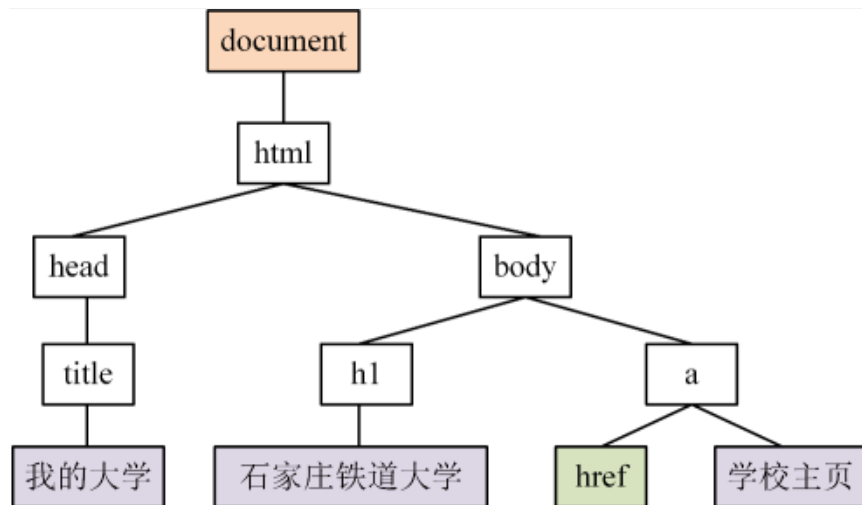 document
html
head
body
title
h1
a
我的大学
石家庄铁道大学
href
学校主页